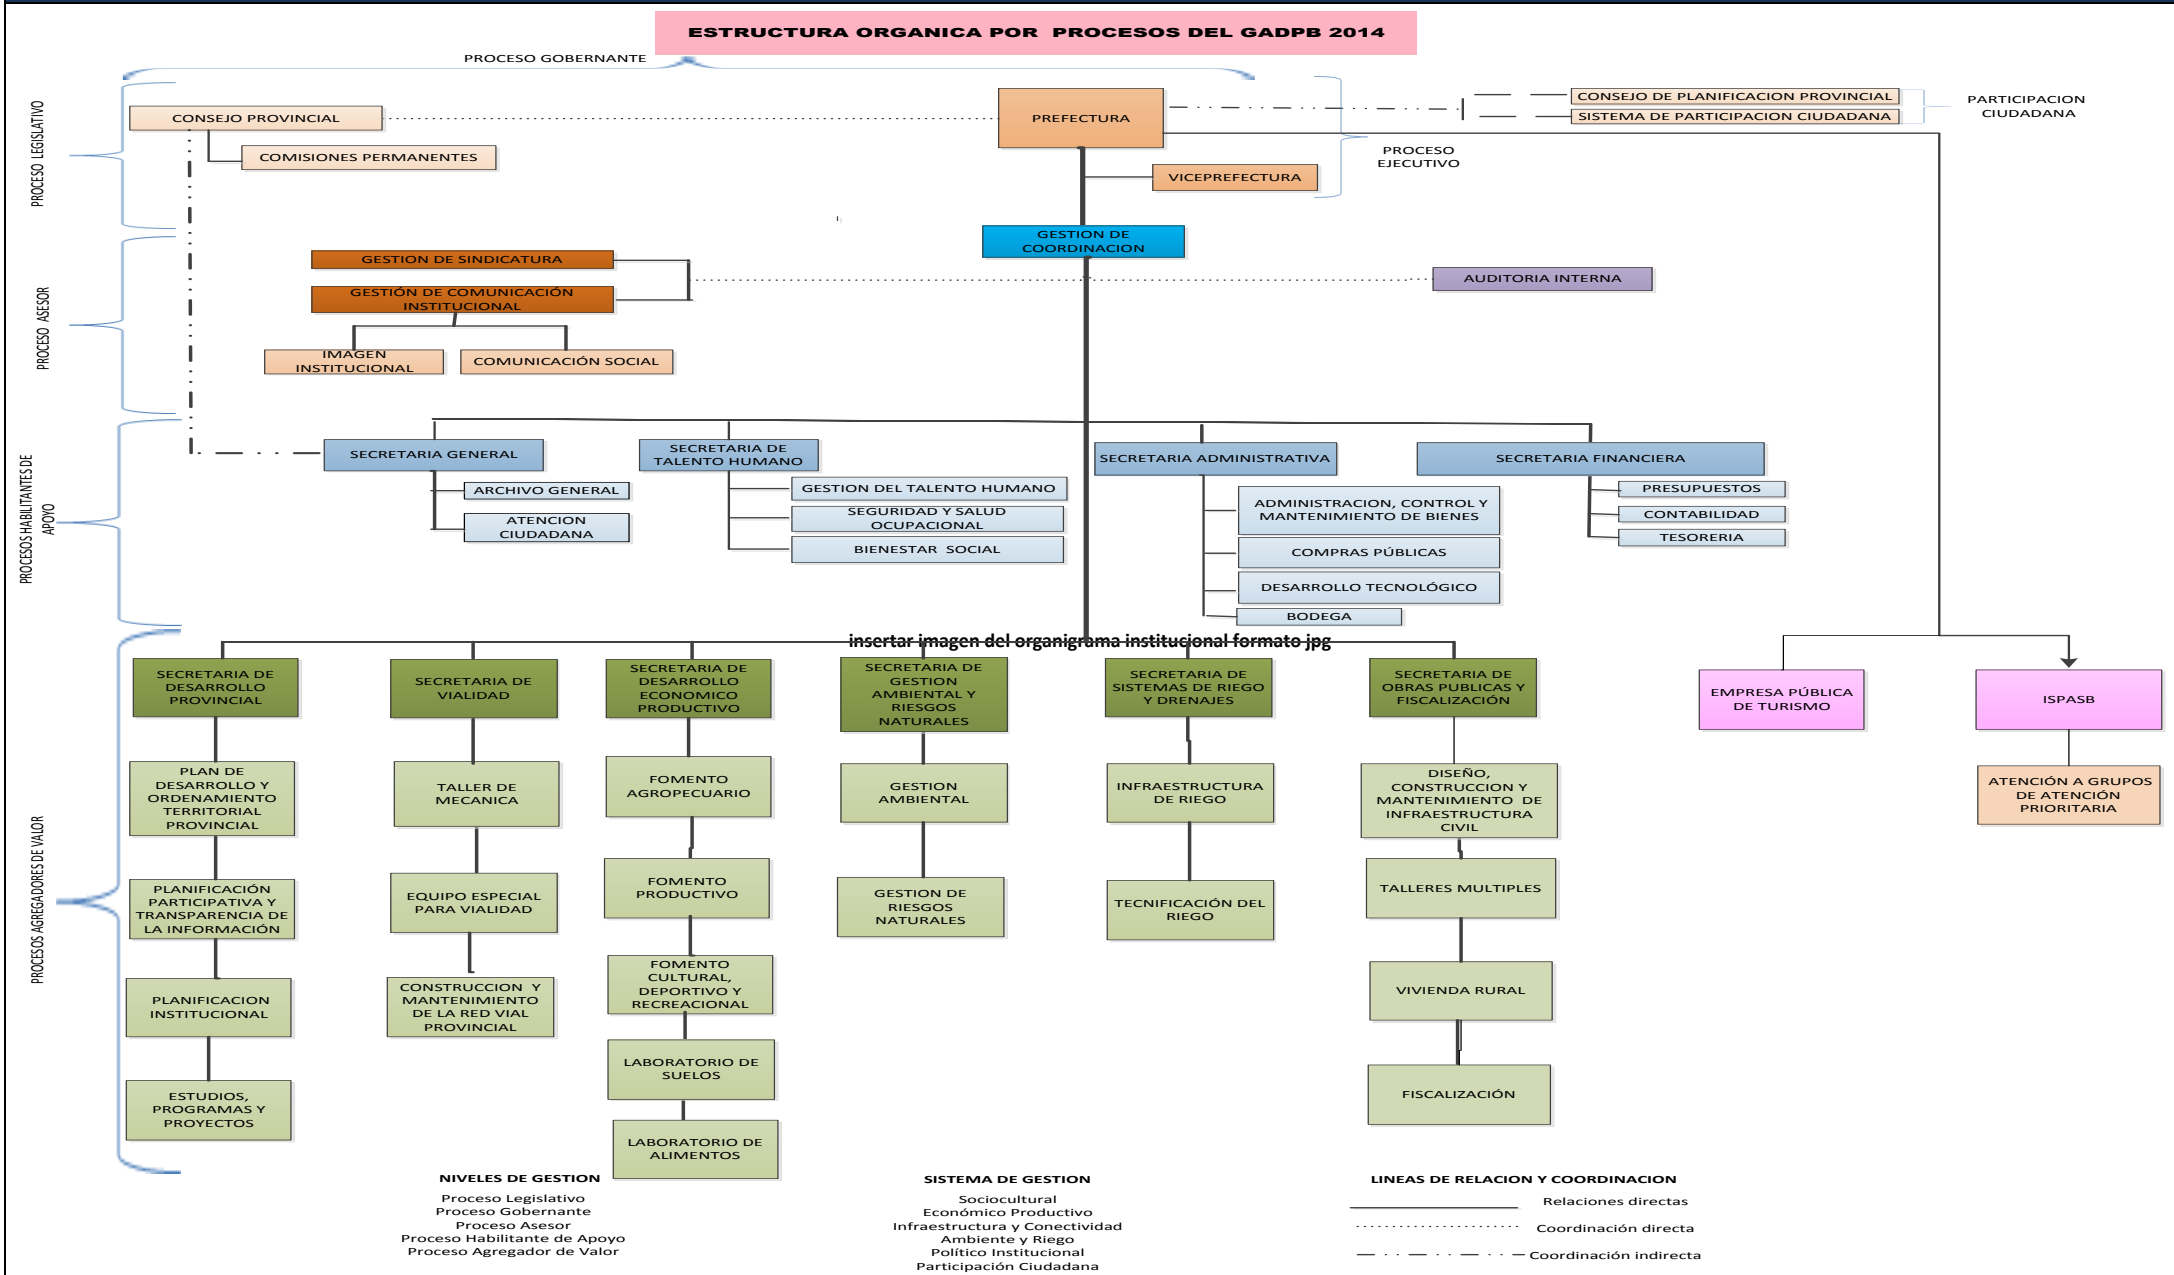 ESTRUCTURA ORGANICA POR PROCESOS DEL GADPB 2014
PROCESO GOBERNANTE
PROCESO LEGISLATIVO
CONSEJO PROVINCIAL
COMISIONES PERMANENTES
PREFECTURA
VICEPREFECTURA
PROCESO
EJECUTIVO
CONSEJO DE PLANIFICACION PROVINCIAL
SISTEMA DE PARTICIPACION CIUDADANA
PARTICIPACION
CIUDADANA
GESTION DE
COORDINACION
PROCESO ASESOR
GESTION DE SINDICATURA
GESTIÓN DE COMUNICACIÓN
INSTITUCIONAL
IMAGEN
INSTITUCIONAL
COMUNICACIÓN SOCIAL
AUDITORIA INTERNA
PROCESOS HABILITANTES DE
APOYO
SECRETARIA GENERAL
ARCHIVO GENERAL
ATENCION
CIUDADANA
SECRETARIA DE
TALENTO HUMANO
GESTION DEL TALENTO HUMANO
SEGURIDAD Y SALUD
OCUPACIONAL
BIENESTAR SOCIAL
SECRETARIA ADMINISTRATIVA
ADMINISTRACION, CONTROL Y
MANTENIMIENTO DE BIENES
COMPRAS PÚBLICAS
DESARROLLO TECNOLÓGICO
BODEGA
SECRETARIA FINANCIERA
PRESUPUESTOS
CONTABILIDAD
TESORERIA
insertar imagen del organigrama institucional formato jpg
PROCESOS AGREGADORES DE VALOR
SECRETARIA DE
DESARROLLO
PROVINCIAL
PLAN DE
DESARROLLO Y
ORDENAMIENTO
TERRITORIAL
PROVINCIAL
PLANIFICACIÓN
PARTICIPATIVA Y
TRANSPARENCIA DE
LA INFORMACIÓN
PLANIFICACION
INSTITUCIONAL
ESTUDIOS,
PROGRAMAS Y
PROYECTOS
SECRETARIA DE
VIALIDAD
TALLER DE
MECANICA
EQUIPO ESPECIAL
PARA VIALIDAD
CONSTRUCCION Y
MANTENIMIENTO
DE LA RED VIAL
PROVINCIAL
SECRETARIA DE
DESARROLLO
ECONOMICO
PRODUCTIVO
FOMENTO
AGROPECUARIO
FOMENTO
PRODUCTIVO
FOMENTO
CULTURAL,
DEPORTIVO Y
RECREACIONAL
LABORATORIO DE
SUELOS
LABORATORIO DE
ALIMENTOS
SECRETARIA DE
GESTION
AMBIENTAL Y
RIESGOS
NATURALES
GESTION
AMBIENTAL
GESTION DE
RIESGOS
NATURALES
SECRETARIA DE
SISTEMAS DE RIEGO
Y DRENAJES
INFRAESTRUCTURA
DE RIEGO
TECNIFICACIÓN DEL
RIEGO
SECRETARIA DE
OBRAS PUBLICAS Y
FISCALIZACIÓN
DISEÑO,
CONSTRUCCION Y
MANTENIMIENTO DE
INFRAESTRUCTURA
CIVIL
TALLERES MULTIPLES
VIVIENDA RURAL
FISCALIZACIÓN
EMPRESA PÚBLICA
DE TURISMO
ISPASB
ATENCIÓN A GRUPOS
DE ATENCIÓN
PRIORITARIA
NIVELES DE GESTION
Proceso Legislativo
Proceso Gobernante
Proceso Asesor
Proceso Habilitante de Apoyo
Proceso Agregador de Valor
SISTEMA DE GESTION
Sociocultural
Económico Productivo
Infraestructura y Conectividad
Ambiente y Riego
Político Institucional
Participación Ciudadana
LINEAS DE RELACION Y COORDINACION
Relaciones directas
Coordinación directa
Coordinación indirecta